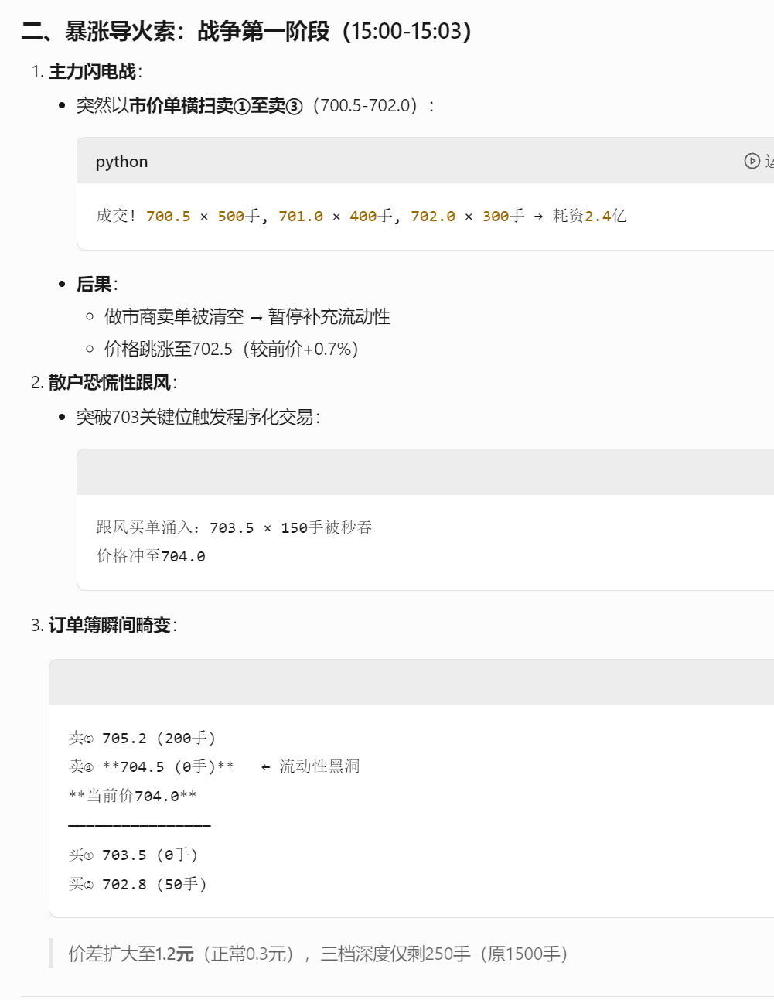 二、暴涨导火索：战争第一阶段（15:00-15:03）
1. 主力闪电战：
• 突然以市价单横扫卖①至卖③（700.5-702.0）：
python
成交! 700.5 × 500手, 701.0 × 400手, 702.0 × 300手 → 耗资2.4亿
• 后果：
○ 做市商卖单被清空 → 暂停补充流动性
○ 价格跳涨至702.5（较前价+0.7%）
2. 散户恐慌性跟风：
• 突破703关键位触发程序化交易：
跟风买单涌入：703.5 × 150手被秒吞
价格冲至704.0
3. 订单簿瞬间畸变：
卖⑤ 705.2 (200手)
卖④ **704.5 (0手)** ← 流动性黑洞
**当前价704.0**
————————————————
买① 703.5 (0手)
买② 702.8 (50手)
价差扩大至1.2元（正常0.3元），三档深度仅剩250手（原1500手）